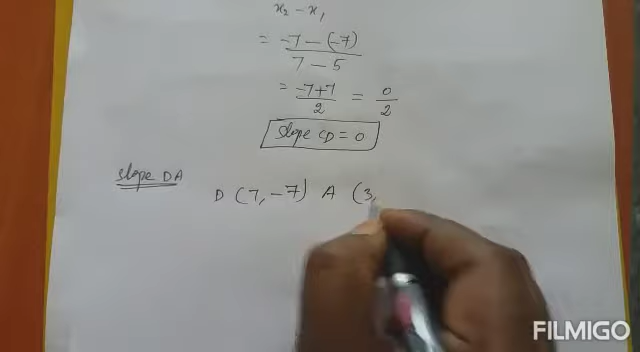 x₂ - x₁
= -7 - (-7) / 7 - 5
= -7+7 / 2 = 0 / 2
Slope CD = 0
Slope DA
D (7, -7) A (3,
FILMIGO